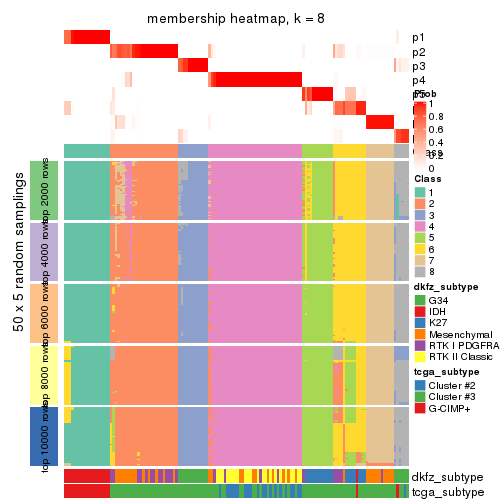 membership heatmap, k = 8
p1
p2
p3
p4
Prob
1
0.8
0.6
0.4
0.2
0
Class
1
2
3
4
5
6
7
8
50 x 5 random samplings
top 2000 rows
top 4000 rows
top 6000 rows
top 8000 rows
top 10000 rows
dkfz_subtype
G34
IDH
K27
Mesenchymal
RTK I PDGFRA
RTK II Classic
tcga_subtype
Cluster #2
Cluster #3
G-CIMP+
dkfz_subtype
tcga_subtype